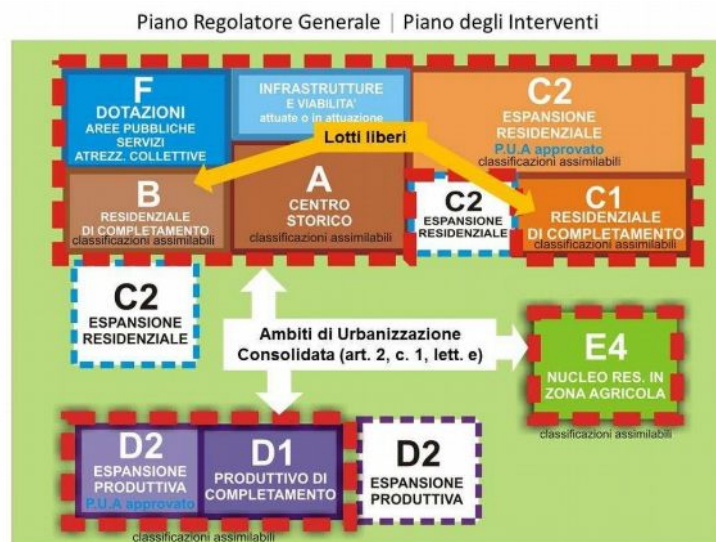 Piano Regolatore Generale | Piano degli Interventi
F
DOTAZIONI
AREE PUBBLICHE
SERVIZI
ATREZZ. COLLETTIVE
INFRASTRUTTURE
E VIABILITA'
attuate o in attuazione
C2
ESPANSIONE
RESIDENZIALE
P.U.A approvato
classificazioni assimilabili
Lotti liberi
B
RESIDENZIALE
DI COMPLETAMENTO
classificazioni assimilabili
A
CENTRO
STORICO
classificazioni assimilabili
C2
ESPANSIONE
RESIDENZIALE
C1
RESIDENZIALE
DI COMPLETAMENTO
classificazioni assimilabili
C2
ESPANSIONE
RESIDENZIALE
Ambiti di Urbanizzazione
Consolidata (art. 2, c. 1, lett. e)
E4
NUCLEO RES. IN
ZONA AGRICOLA
classificazioni assimilabili
D2
ESPANSIONE
PRODUTTIVA
P.U.A approvato
D1
PRODUTTIVO DI
COMPLETAMENTO
classificazioni assimilabili
D2
ESPANSIONE
PRODUTTIVA